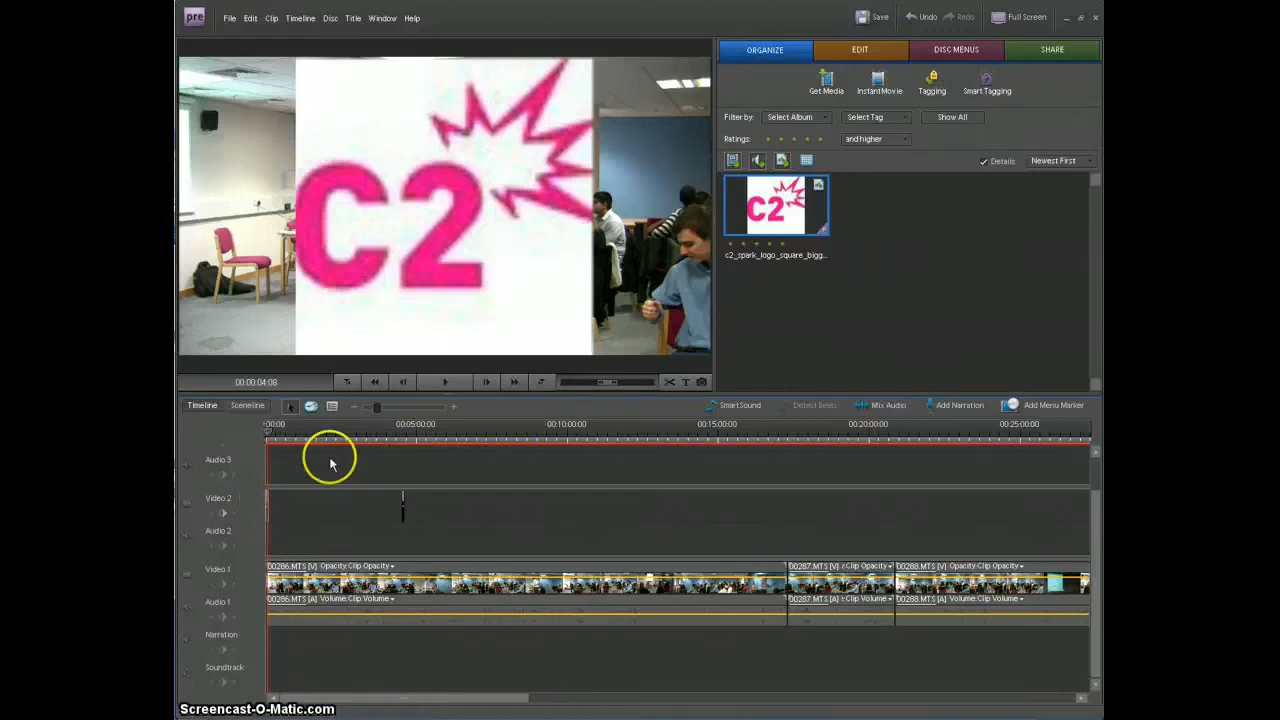 pre File Edit Clip Timeline Disc Title Window Help Save Undo Redo Full Screen
ORGANIZE EDIT DISC MENUS SHARE
Get Media InstantMovie Tagging Smart Tagging
Filter by: Select Album Select Tag Show All
Ratings: and higher
Details Newest First
C2
C2
c2_spark_logo_square_bigg...
00:00:04:08
T
Timeline Sceneline SmartSound Detect Beats Mix Audio Add Narration Add Menu Marker
:00:00 00:05:00:00 00:10:00:00 00:15:00:00 00:20:00:00 00:25:00:00
Audio 3
Video 2
Audio 2
Video 1 00286.MTS [V] Opacity:Clip Opacity 00287.MTS [V] :Clip Opacity 00288.MTS [V] Opacity:Clip Opacity
Audio 1 00286.MTS [A] Volume:Clip Volume 00287.MTS [A] :Clip Volume 00288.MTS [A] Volume:Clip Volume
Narration
Soundtrack
Screencast-O-Matic.com